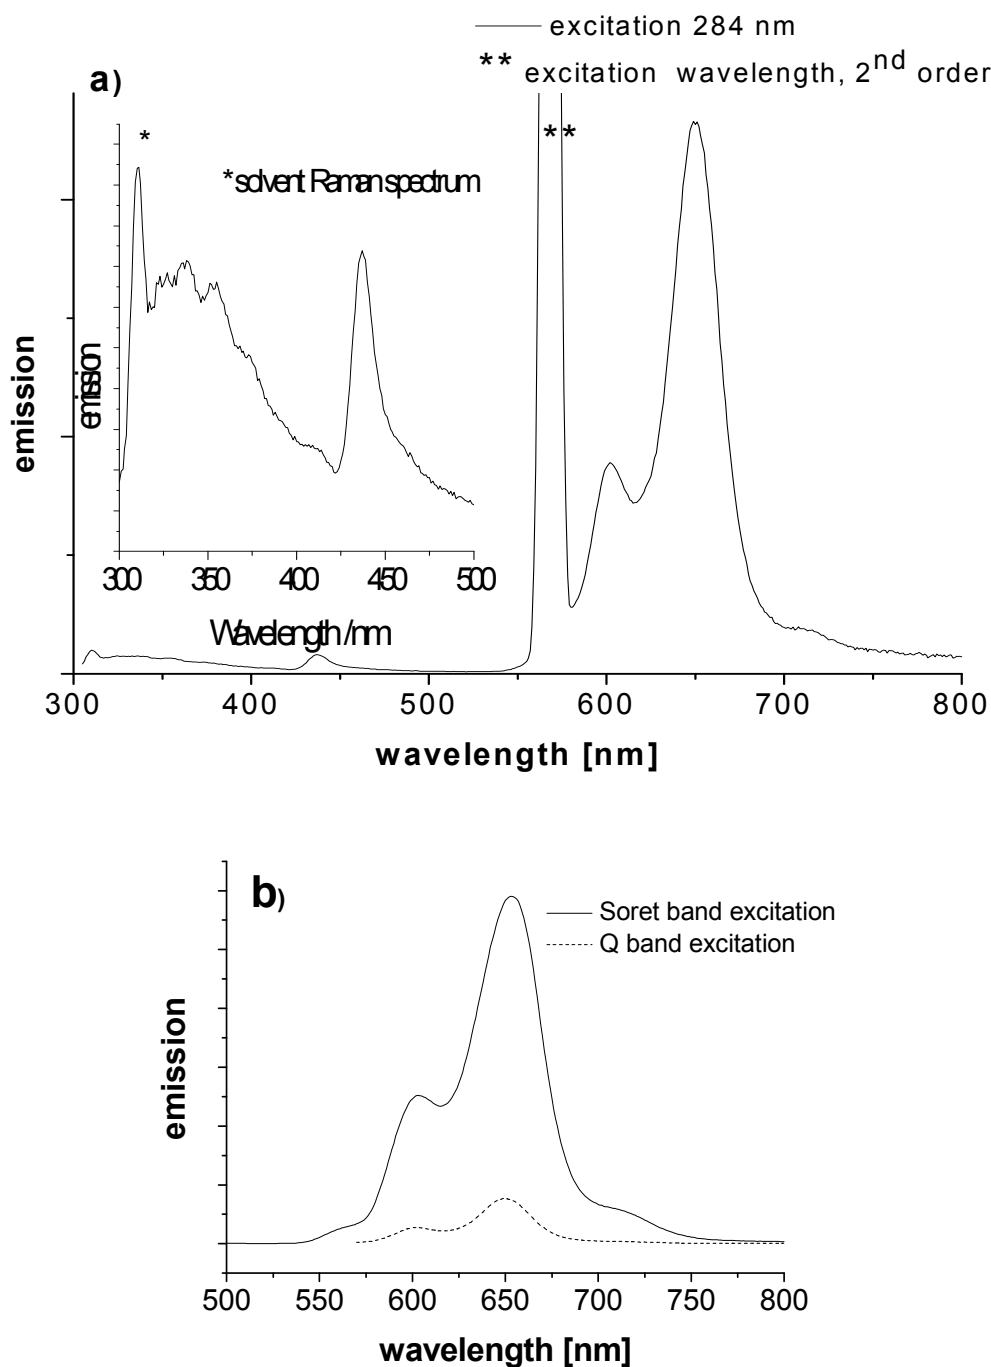 excitation 284 nm
** excitation wavelength, 2nd order
a)
**
*
*solvent Raman spectrum
emission
emission
300 350 400 450 500
Wavelength /nm
300 400 500 600 700 800
wavelength [nm]
b)
Soret band excitation
Q band excitation
emission
500 550 600 650 700 750 800
wavelength [nm]